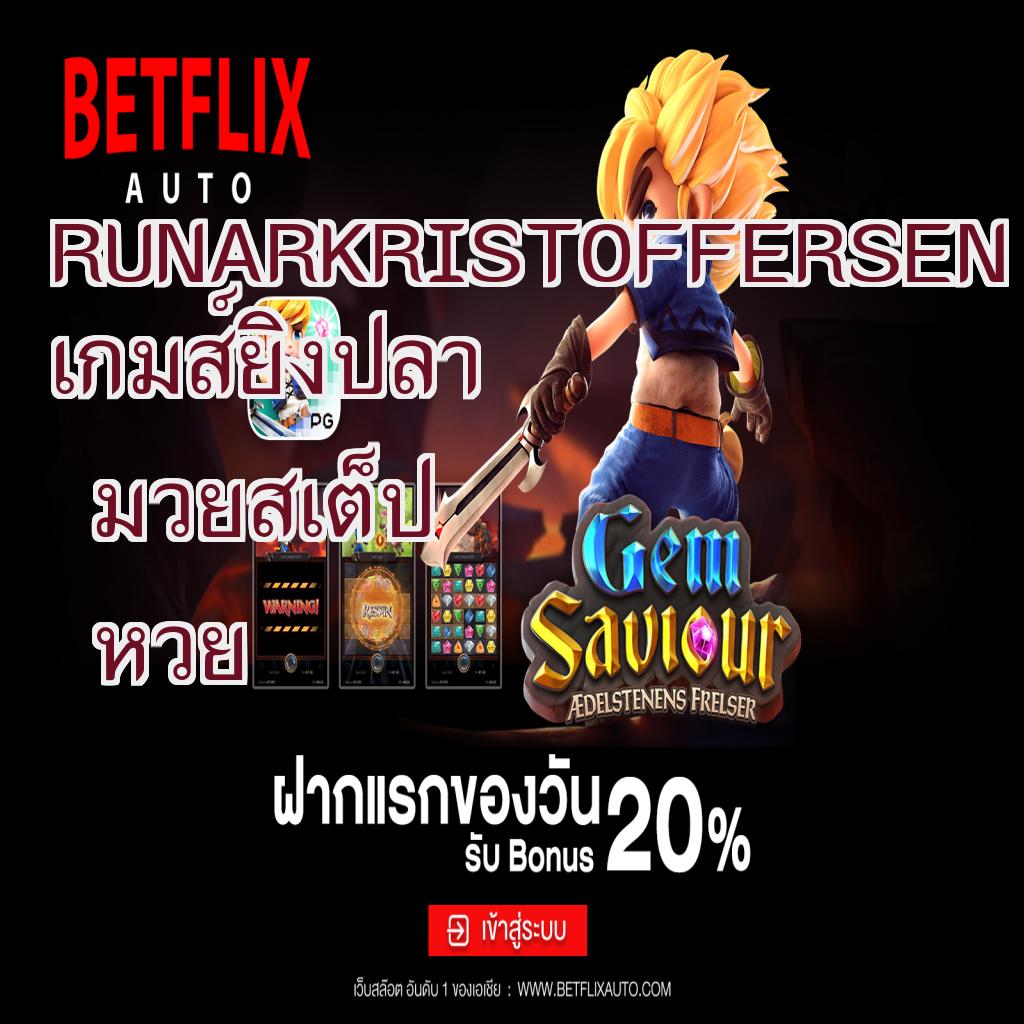 BETFLIX
AUTO
RUNARKRISTOFFERSEN
เกมส์ยิงปลา
PG
มวยสเต็ป
WARNING!
หวย
Gem
Saviour
ÆDELSTENENS FRELSER
ฝากแรกของวัน
20%
รับ Bonus
เข้าสู่ระบบ
เว็บสล๊อต อันดับ 1 ของเอเชีย : WWW.BETFLIXAUTO.COM